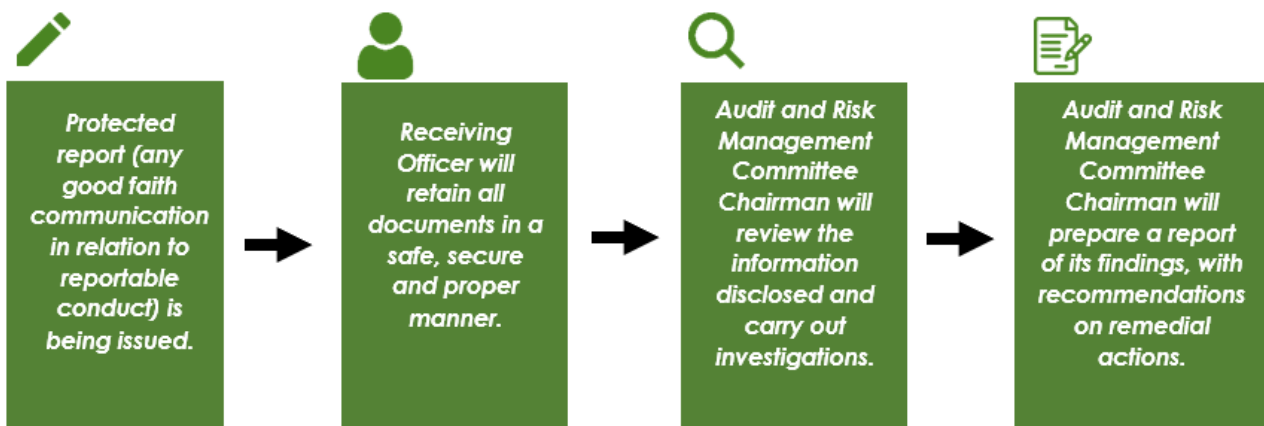 Protected
report (any
good faith
communication
in relation to
reportable
conduct) is
being issued.
Receiving
Officer will
retain all
documents in a
safe, secure
and proper
manner.
Audit and Risk
Management
Committee
Chairman will
review the
information
disclosed and
carry out
investigations.
Audit and Risk
Management
Committee
Chairman will
prepare a report
of its findings, with
recommendations
on remedial
actions.